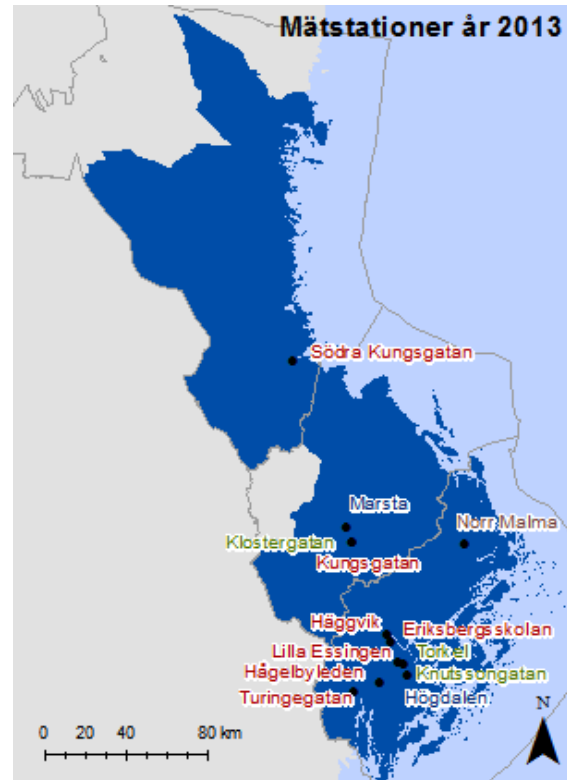 Mätstationer år 2013
Södra Kungsgatan
Marsta
Norr Malma
Klostergatan
Kungsgatan
Häggvik
Eriksbergsskolan
Lilla Essingen
Torkel
Hågelbyleden
Knutssongatan
Turingegatan
Högdalen
N
0 20 40 80 km